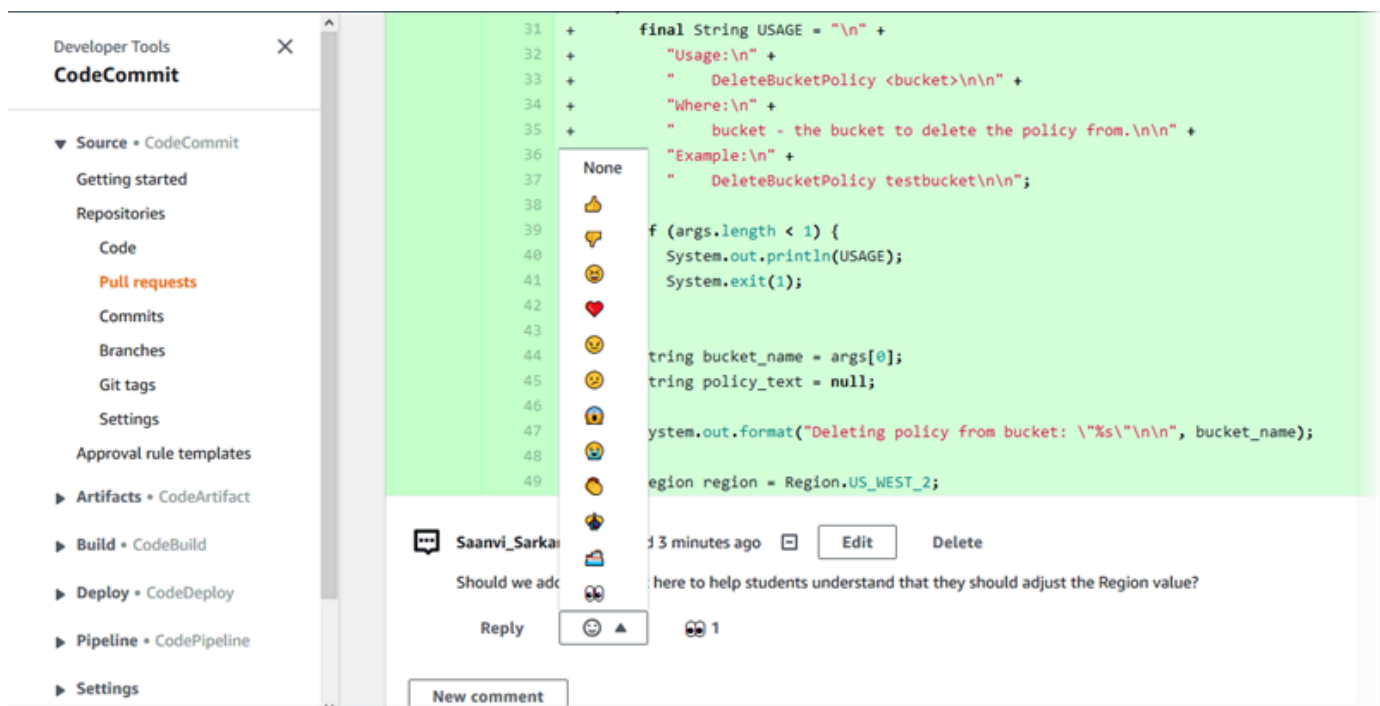 Developer Tools
CodeCommit
Source • CodeCommit
Getting started
Repositories
Code
Pull requests
Commits
Branches
Git tags
Settings
Approval rule templates
Artifacts • CodeArtifact
Build • CodeBuild
Deploy • CodeDeploy
Pipeline • CodePipeline
Settings
31 + final String USAGE = "\n" +
32 + "Usage:\n" +
33 + "    DeleteBucketPolicy <bucket>\n\n" +
34 + "Where:\n" +
35 + "    bucket - the bucket to delete the policy from.\n\n" +
36 "Example:\n" +
37 "    DeleteBucketPolicy testbucket\n\n";
38
39 f (args.length < 1) {
40 System.out.println(USAGE);
41 System.exit(1);
42
43
44 tring bucket_name = args[0];
45 tring policy_text = null;
46
47 ystem.out.format("Deleting policy from bucket: \"%s\"\n\n", bucket_name);
48
49 egion region = Region.US_WEST_2;
None
Saanvi_Sarka 3 minutes ago Edit Delete
Should we add here to help students understand that they should adjust the Region value?
Reply 👀 1
New comment